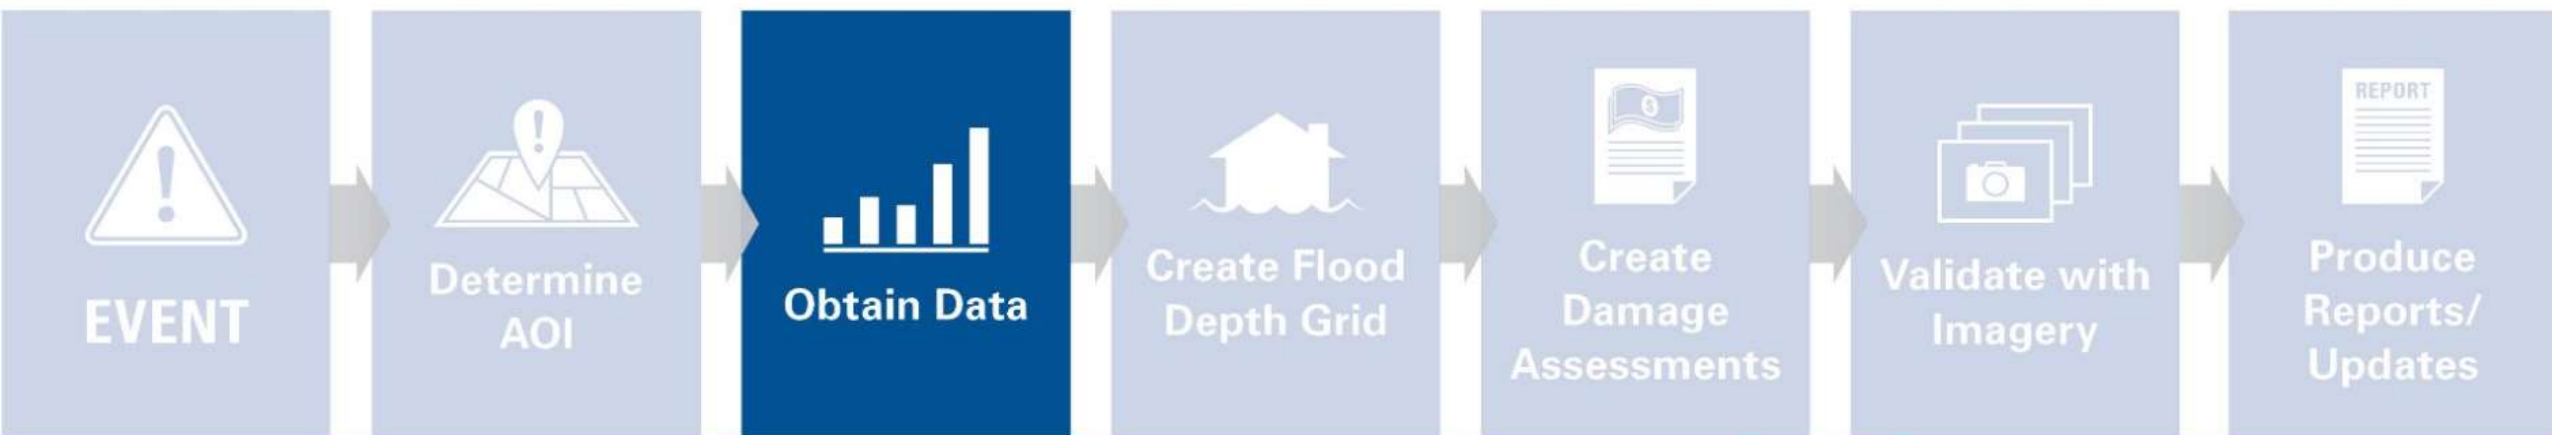 EVENT
Determine
AOI
Obtain Data
Create Flood
Depth Grid
$
Create
Damage
Assessments
Validate with
Imagery
REPORT
Produce
Reports/
Updates